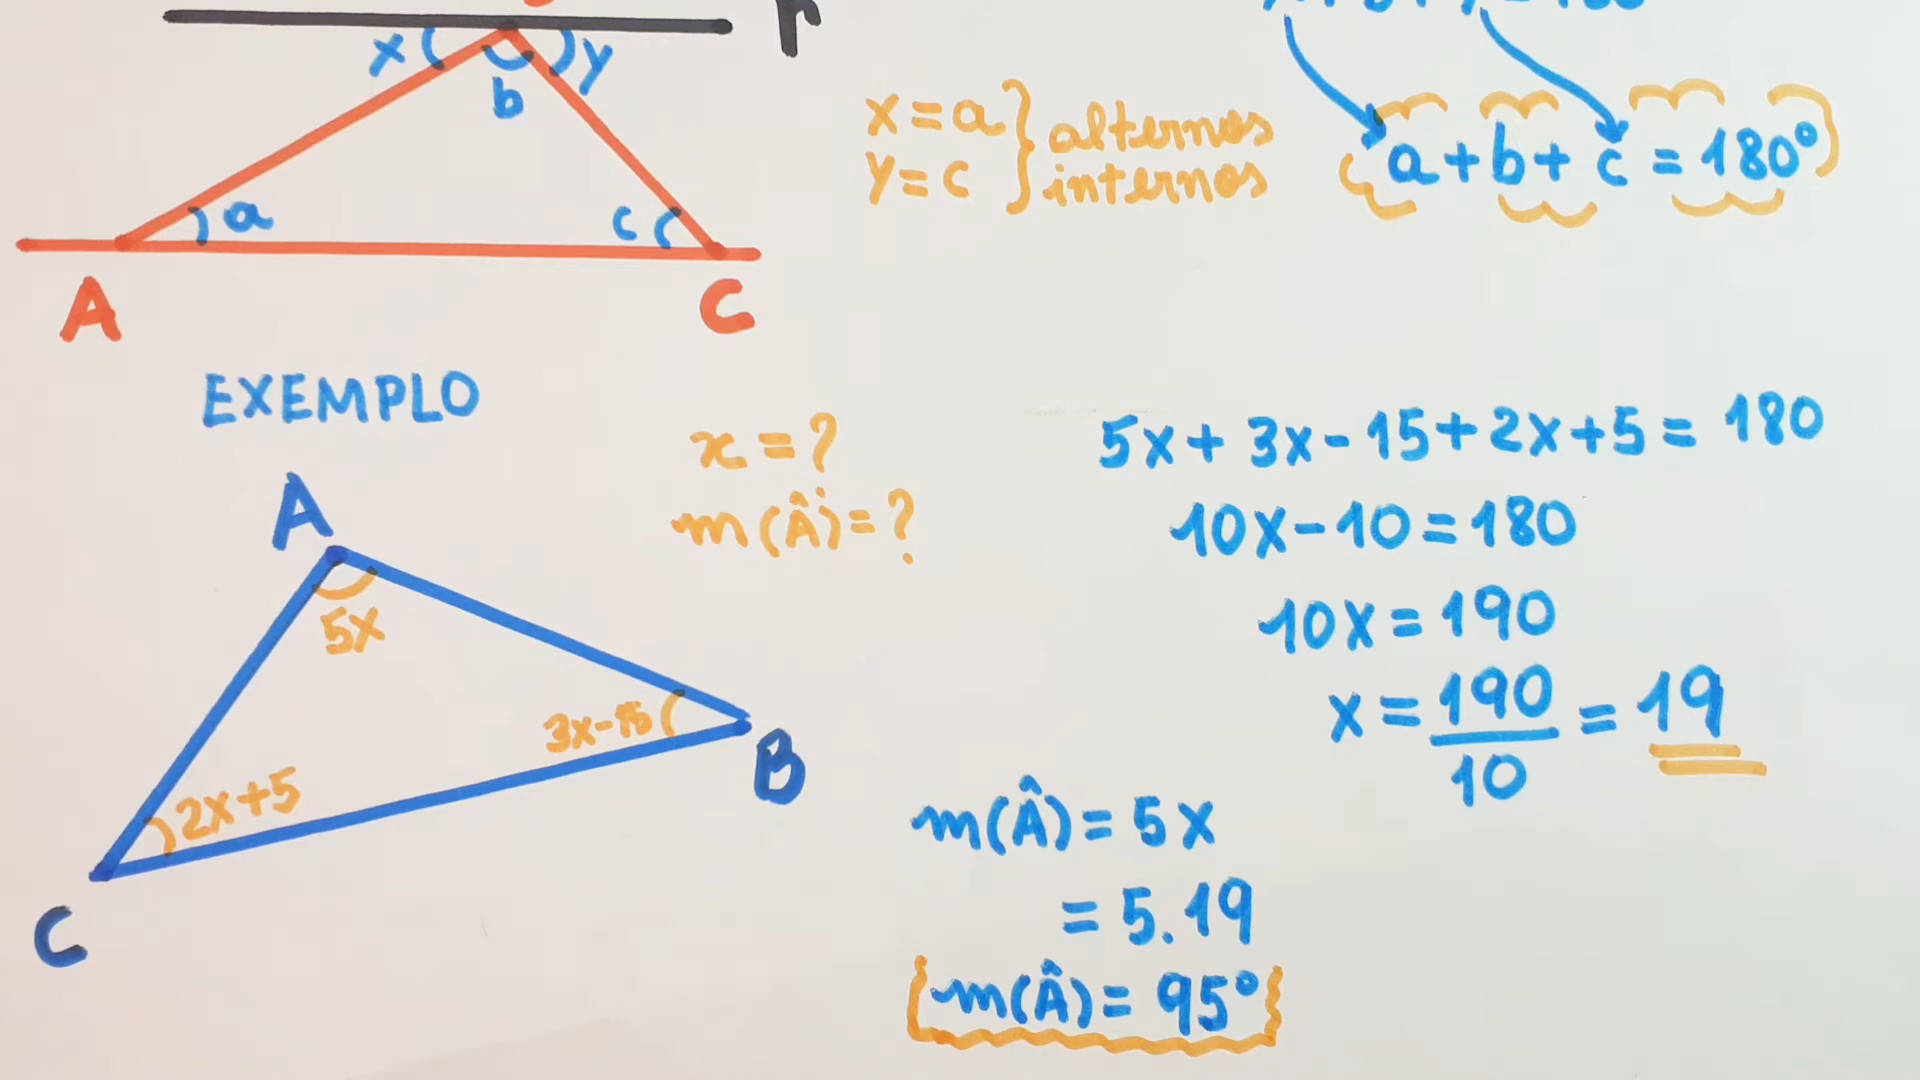 r
x
y
b
a
c
A
C
x = a
y = c
alternos
internos
a + b + c = 180°
EXEMPLO
x = ?
m(Â) = ?
A
5x
3x-15
B
2x+5
C
5x + 3x - 15 + 2x + 5 = 180
10x - 10 = 180
10x = 190
x = 190/10 = 19
m(Â) = 5x
= 5.19
m(Â) = 95°